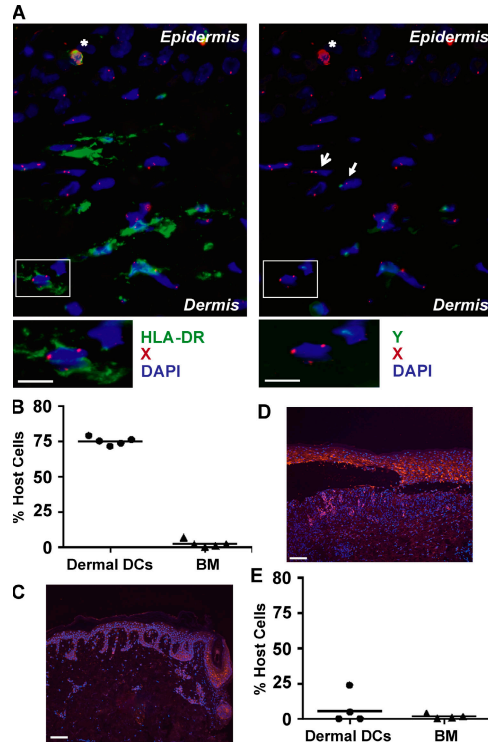 A
*
Epidermis
Dermis
*
Epidermis
Dermis
HLA-DR
X
DAPI
Y
X
DAPI
B
% Host Cells
80
75
50
25
0
Dermal DCs
BM
C
D
E
% Host Cells
80
75
50
25
0
Dermal DCs
BM